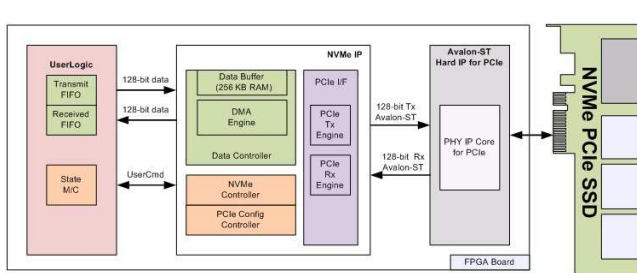 UserLogic
Transmit
FIFO
Received
FIFO
State
M/C
128-bit data
128-bit data
UserCmd
NVMe IP
Data Buffer
(256 KB RAM)
DMA
Engine
Data Controller
NVMe
Controller
PCIe Config
Controller
PCIe I/F
PCIe
Tx
Engine
PCIe
Rx
Engine
128-bit Tx
Avalon-ST
128-bit Rx
Avalon-ST
Avalon-ST
Hard IP for PCIe
PHY IP Core
for PCIe
FPGA Board
NVMe PCIe SSD